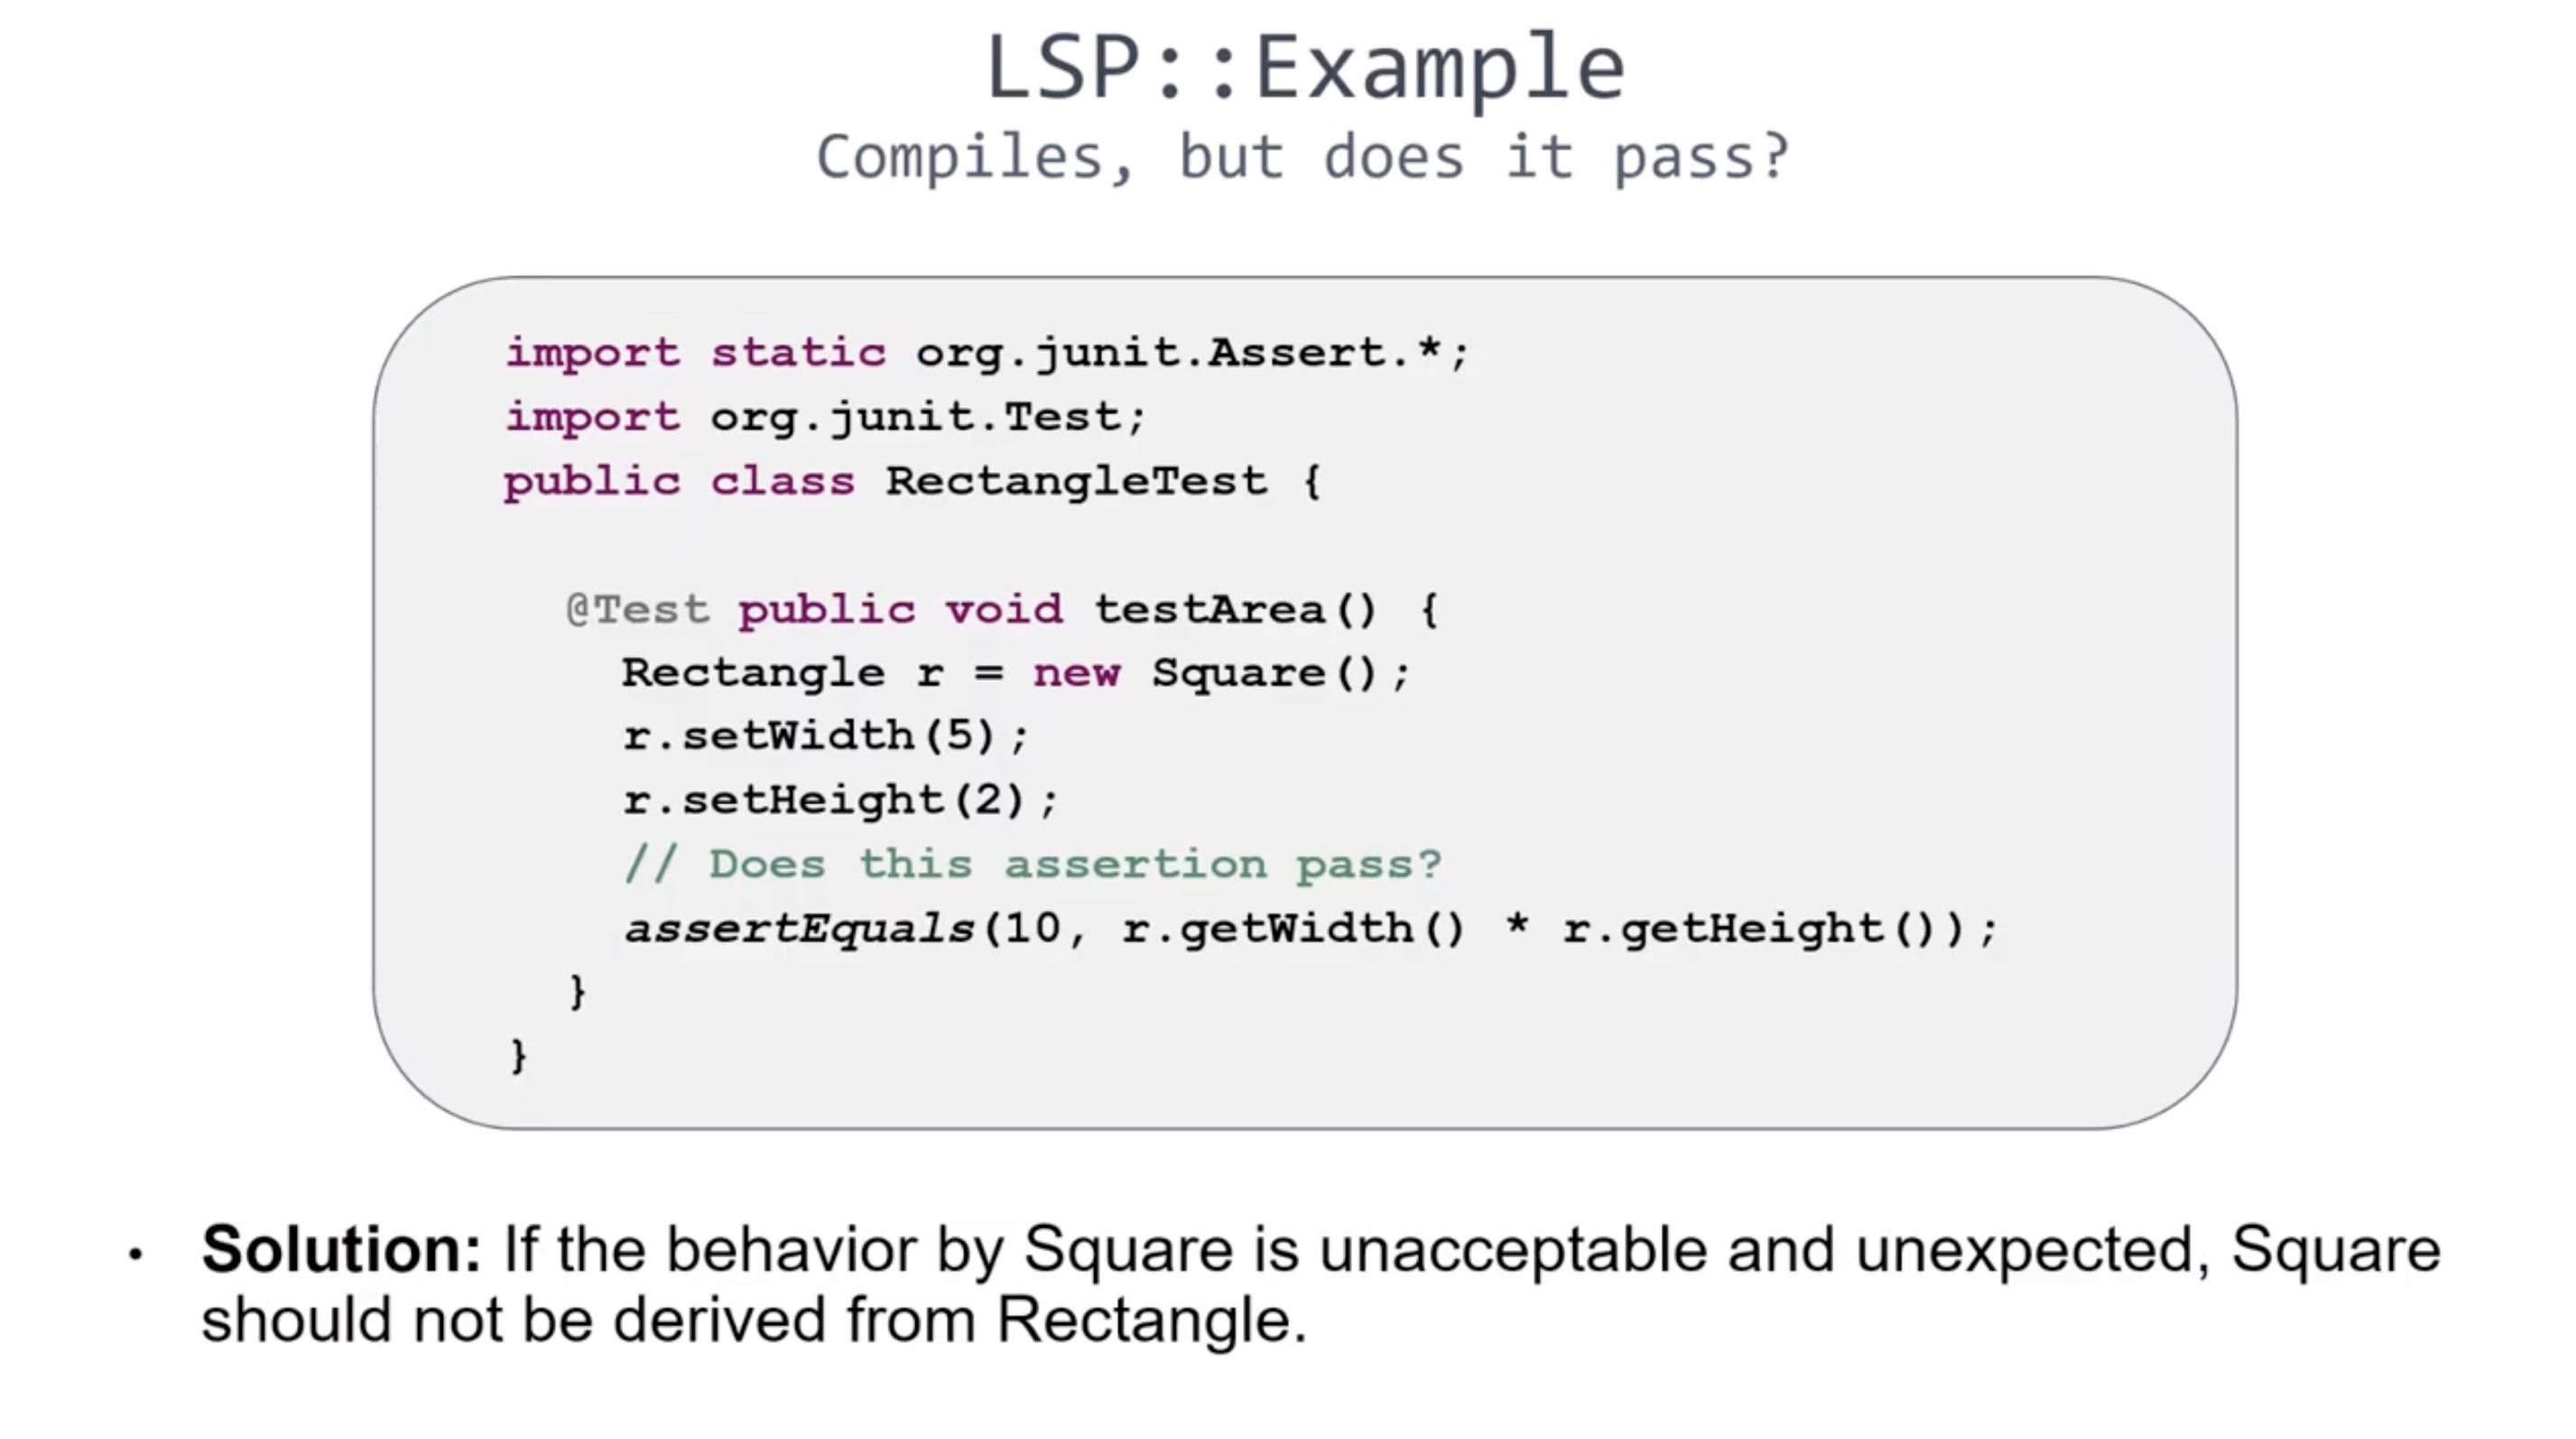 LSP::Example
Compiles, but does it pass?
import static org.junit.Assert.*;
import org.junit.Test;
public class RectangleTest {
@Test public void testArea() {
Rectangle r = new Square();
r.setWidth(5);
r.setHeight(2);
// Does this assertion pass?
assertEquals(10, r.getWidth() * r.getHeight());
}
}
• Solution: If the behavior by Square is unacceptable and unexpected, Square
should not be derived from Rectangle.